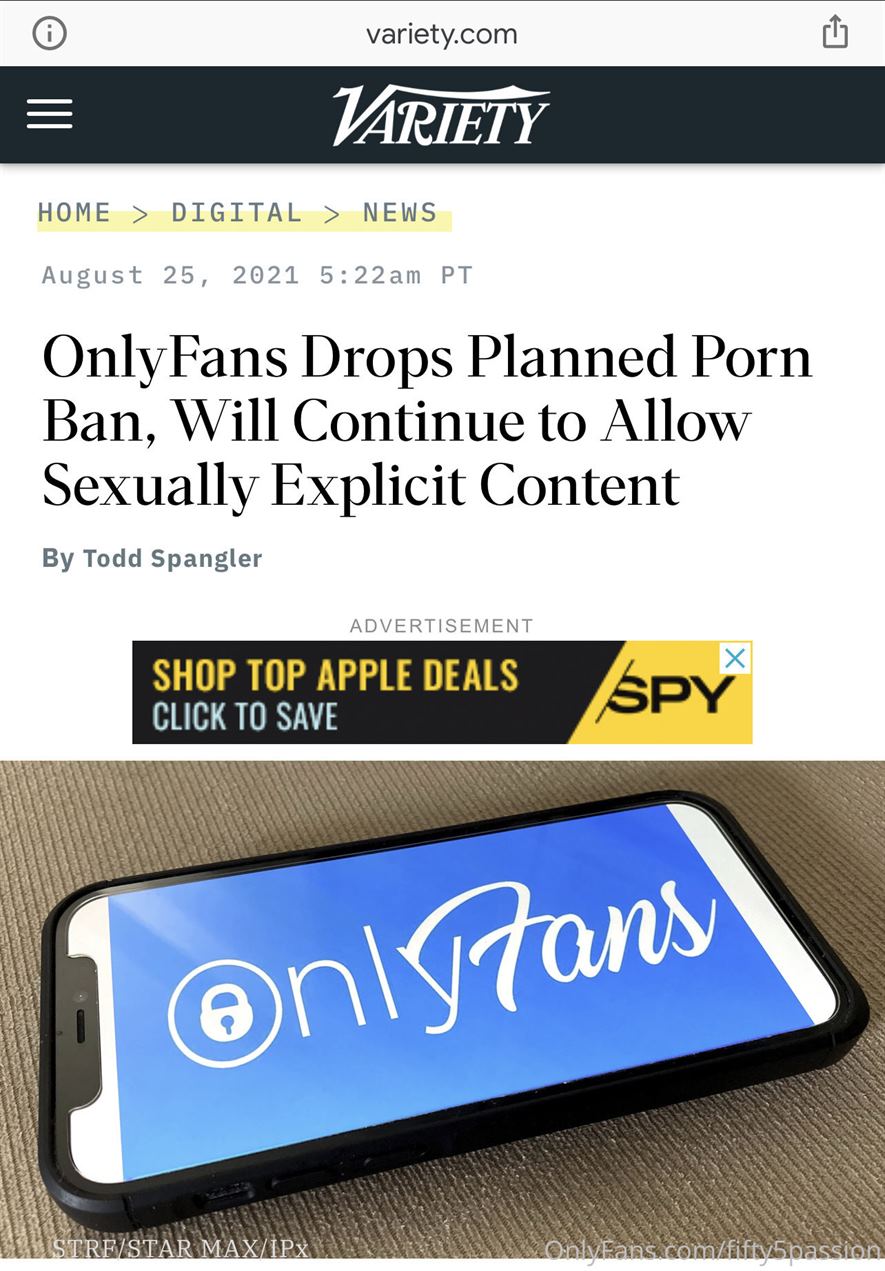 variety.com
VARIETY
HOME > DIGITAL > NEWS
August 25, 2021 5:22am PT
OnlyFans Drops Planned Porn
Ban, Will Continue to Allow
Sexually Explicit Content
By Todd Spangler
ADVERTISEMENT
SHOP TOP APPLE DEALS
CLICK TO SAVE
SPY
OnlyFans
STRF/STAR MAX/IPx
OnlyFans.com/fifty5passion